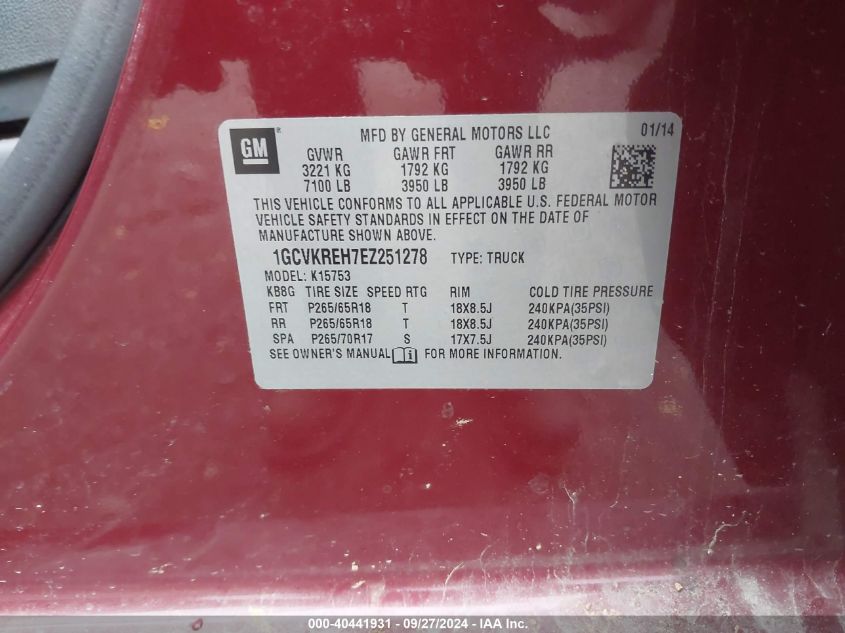 GM
MFD BY GENERAL MOTORS LLC 01/14
GVWR GAWR FRT GAWR RR
3221 KG 1792 KG 1792 KG
7100 LB 3950 LB 3950 LB
THIS VEHICLE CONFORMS TO ALL APPLICABLE U.S. FEDERAL MOTOR
VEHICLE SAFETY STANDARDS IN EFFECT ON THE DATE OF
MANUFACTURE SHOWN ABOVE.
1GCVKREH7EZ251278 TYPE: TRUCK
MODEL: K15753
KB8G TIRE SIZE SPEED RTG RIM COLD TIRE PRESSURE
FRT P265/65R18 T 18X8.5J 240KPA(35PSI)
RR P265/65R18 T 18X8.5J 240KPA(35PSI)
SPA P265/70R17 S 17X7.5J 240KPA(35PSI)
SEE OWNER'S MANUAL FOR MORE INFORMATION.
000-40441931 - 09/27/2024 - IAA Inc.